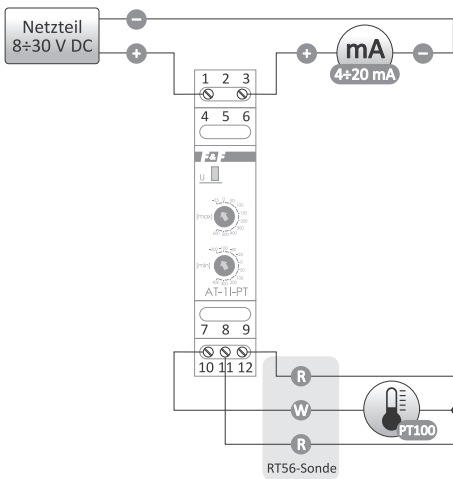 Netzteil
8÷30 V DC
−
+
+
mA
−
4÷20 mA
1 2 3
4 5 6
F&F
U
[max]
[min]
AT-1I-PT
7 8 9
10 11 12
R
W
R
PT100
RT56-Sonde